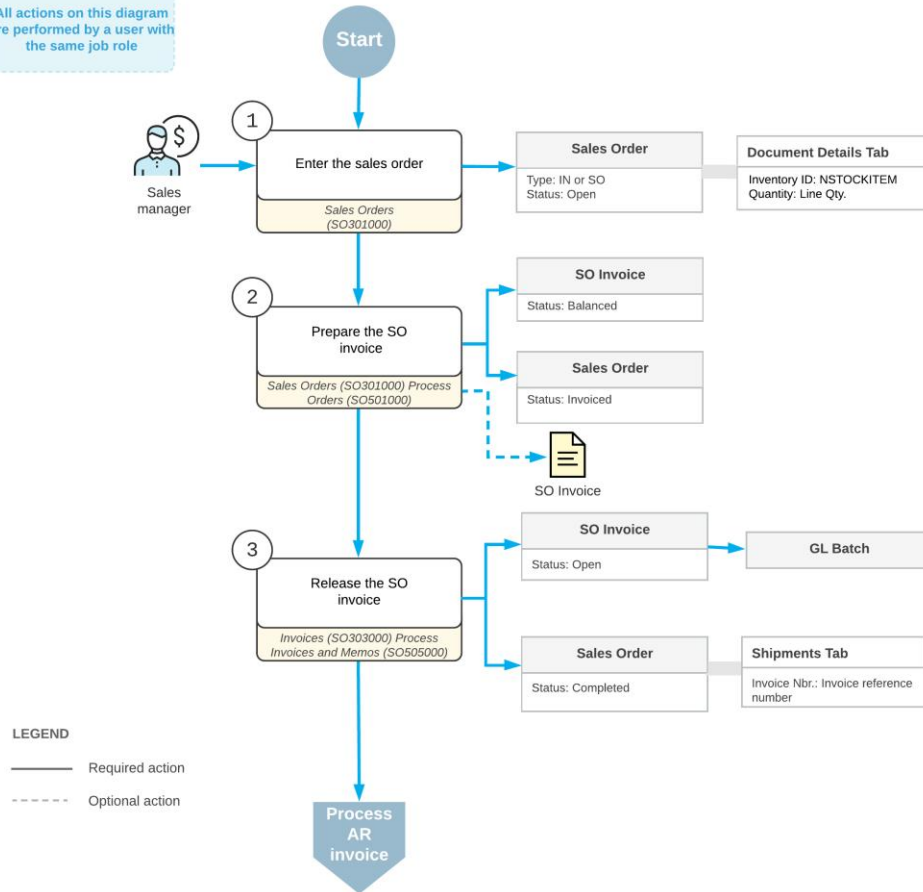 All actions on this diagram
are performed by a user with
the same job role
Start
1
Enter the sales order
Sales Orders
(SO301000)
Sales
manager
Sales Order
Type: IN or SO
Status: Open
Document Details Tab
Inventory ID: NSTOCKITEM
Quantity: Line Qty.
2
Prepare the SO
invoice
Sales Orders (SO301000) Process
Orders (SO501000)
SO Invoice
Status: Balanced
Sales Order
Status: Invoiced
SO Invoice
3
Release the SO
invoice
Invoices (SO303000) Process
Invoices and Memos (SO505000)
SO Invoice
Status: Open
GL Batch
Sales Order
Status: Completed
Shipments Tab
Invoice Nbr.: Invoice reference
number
LEGEND
Required action
Optional action
Process
AR
invoice